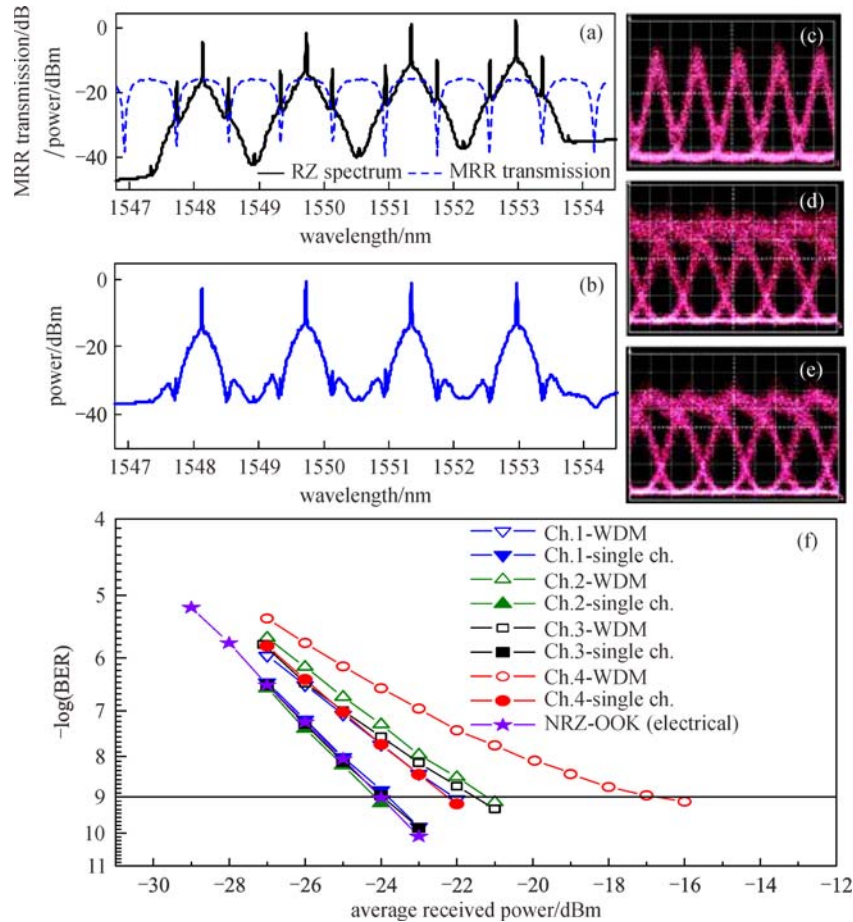 MRR transmission/dB
/power/dBm
0
−20
−40
(a)
RZ spectrum
MRR transmission
1547 1548 1549 1550 1551 1552 1553 1554
wavelength/nm
(c)
(b)
power/dBm
0
−20
−40
1547 1548 1549 1550 1551 1552 1553 1554
wavelength/nm
(d)
(e)
(f)
−log(BER)
4
5
6
7
8
9
10
11
Ch.1-WDM
Ch.1-single ch.
Ch.2-WDM
Ch.2-single ch.
Ch.3-WDM
Ch.3-single ch.
Ch.4-WDM
Ch.4-single ch.
NRZ-OOK (electrical)
−30 −28 −26 −24 −22 −20 −18 −16 −14 −12
average received power/dBm